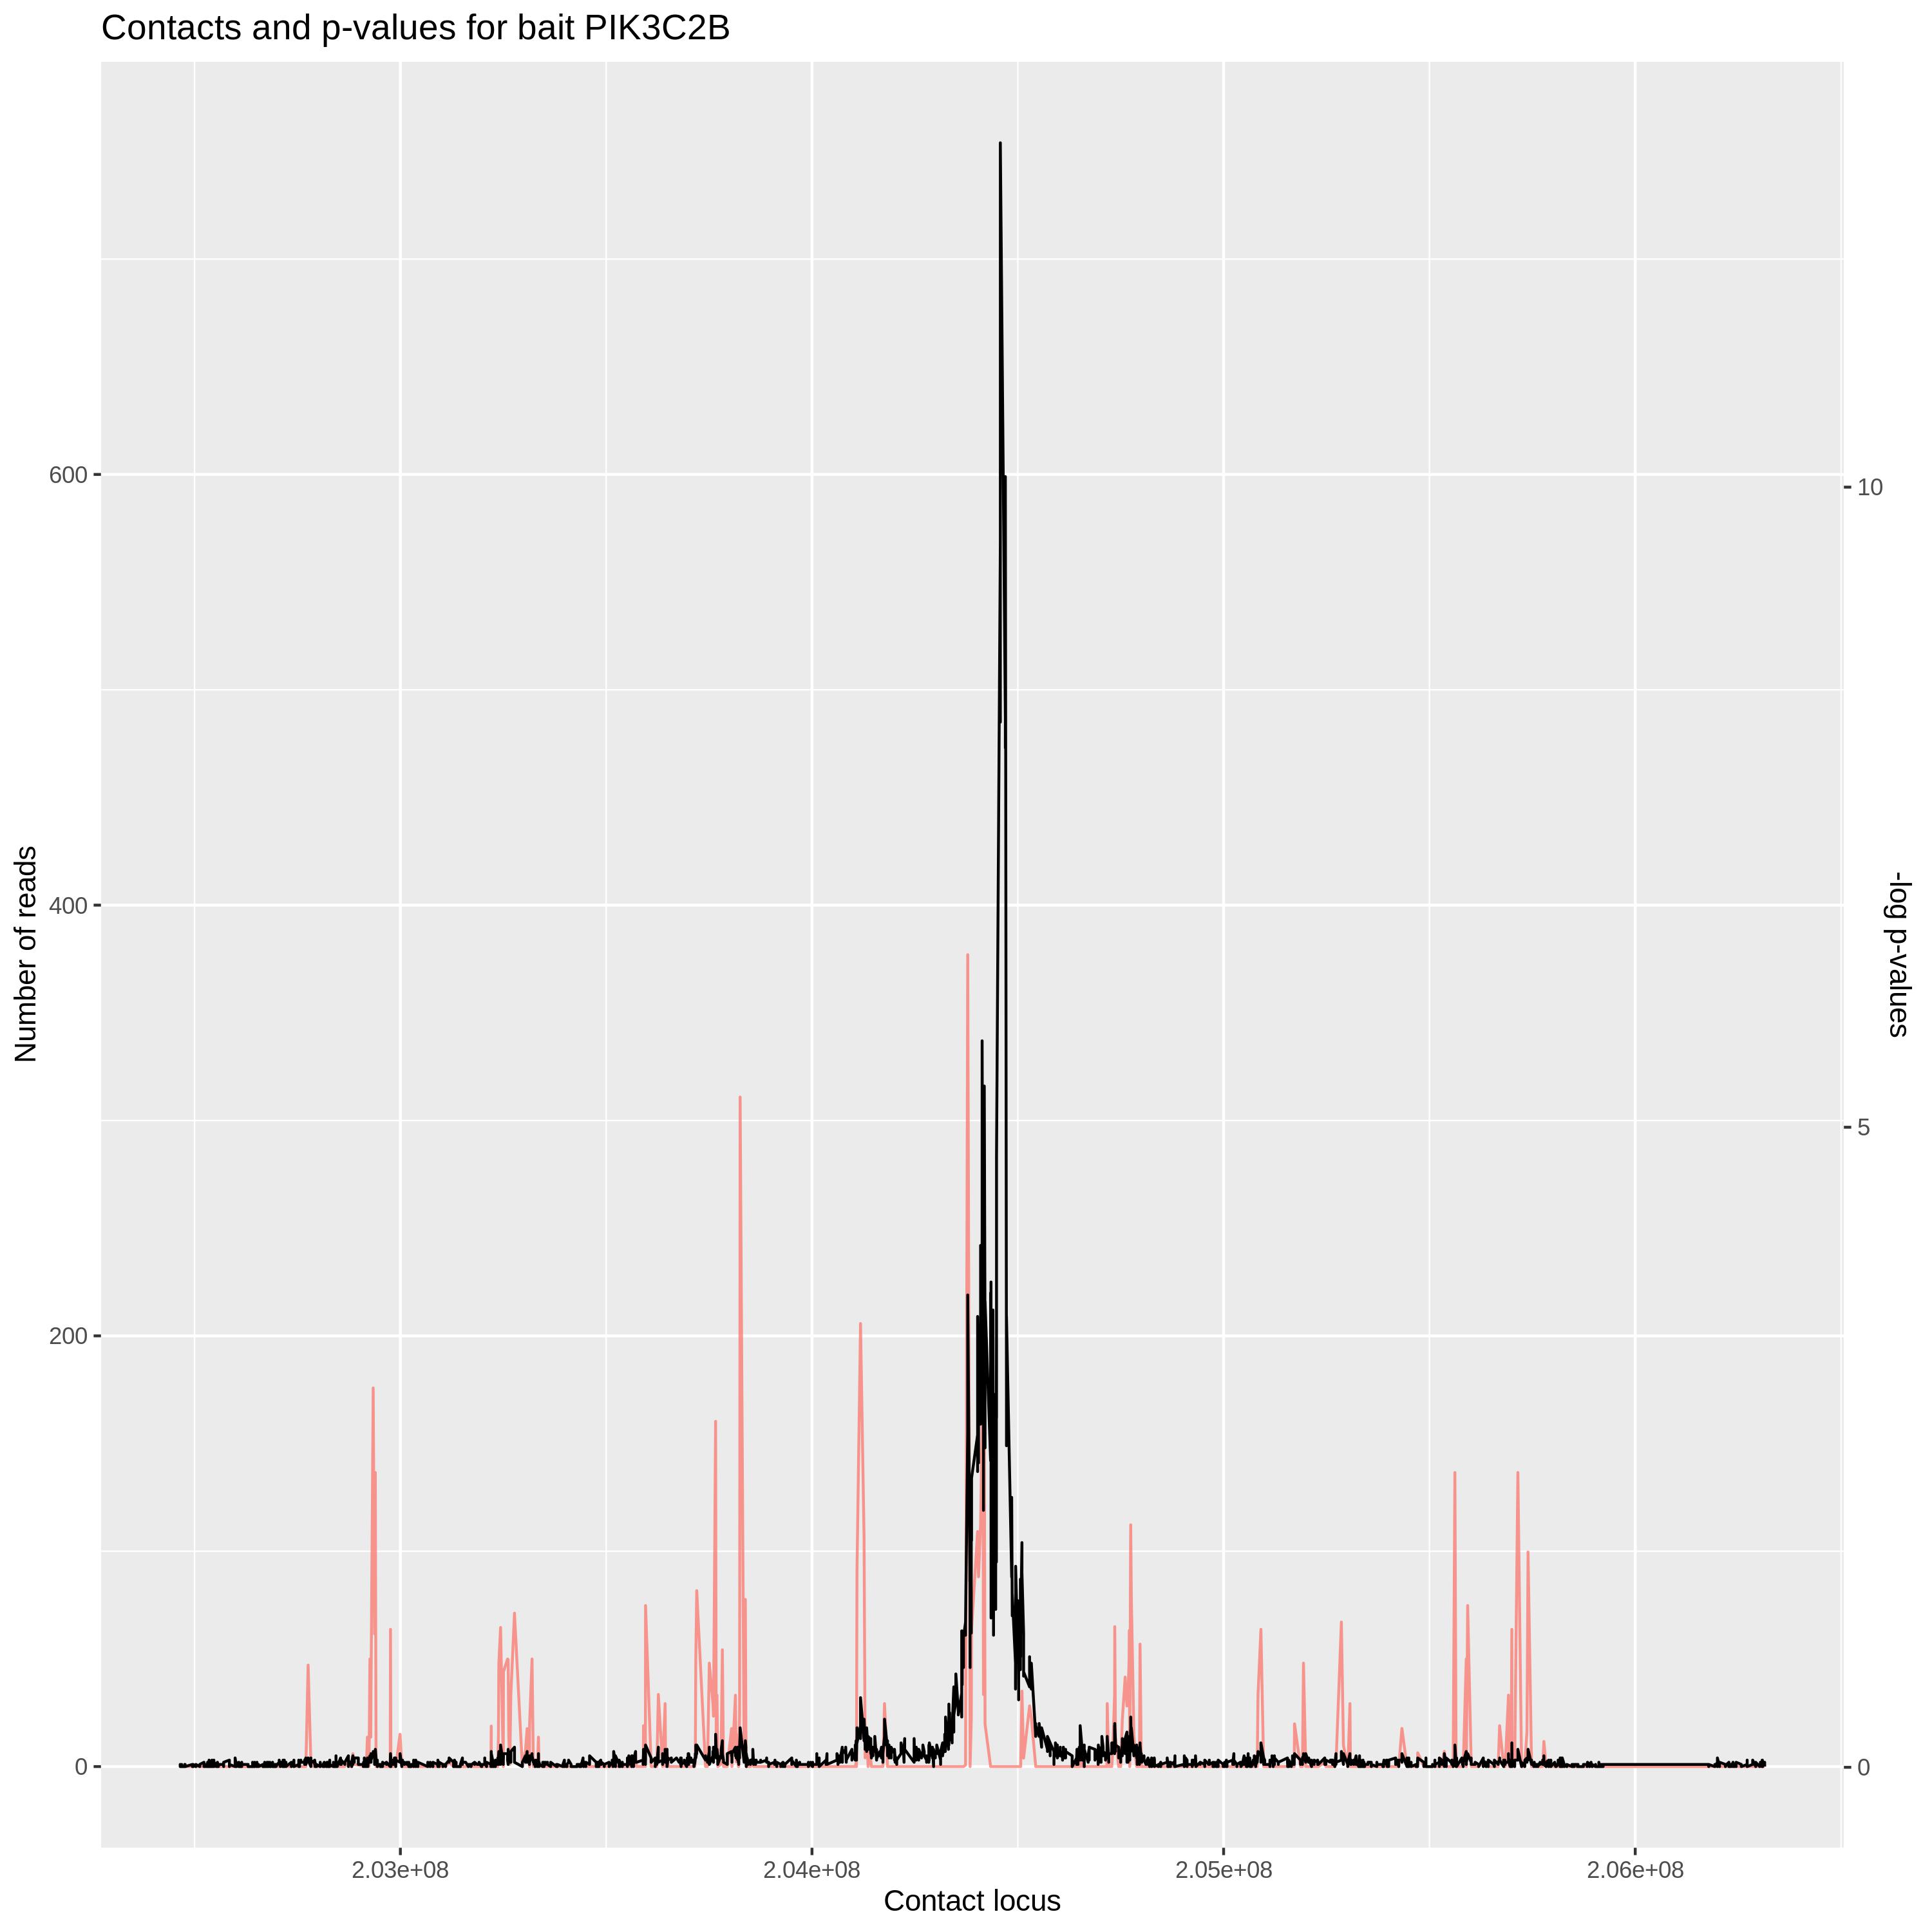 Contacts and p-values for bait PIK3C2B
Number of reads
600
400
200
0
10
5
0
-log p-values
2.03e+08 2.04e+08 2.05e+08 2.06e+08
Contact locus